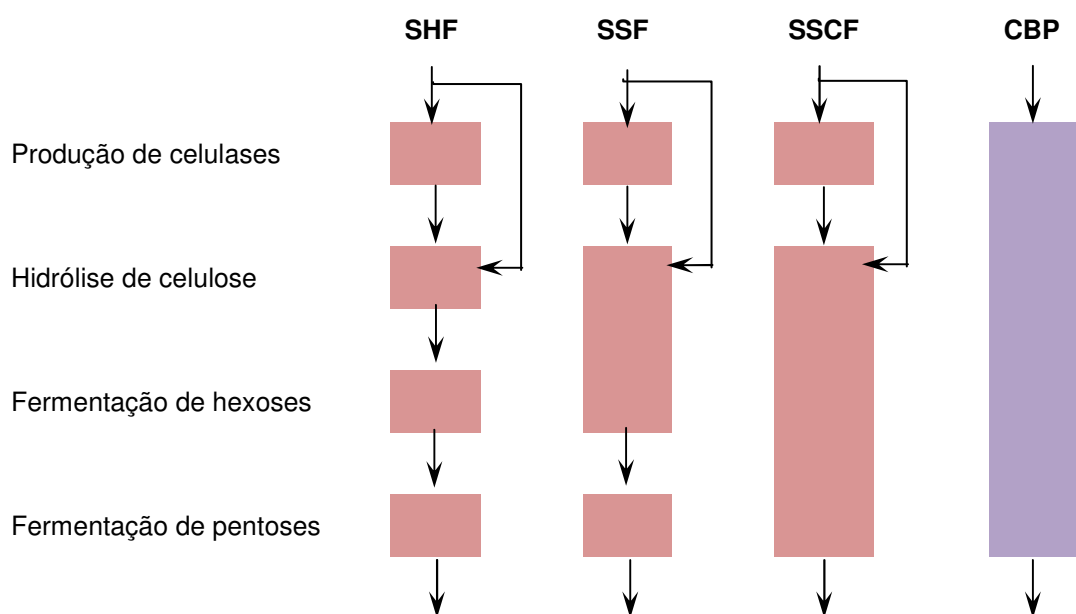 SHF SSF SSCF CBP
Produção de celulases
Hidrólise de celulose
Fermentação de hexoses
Fermentação de pentoses